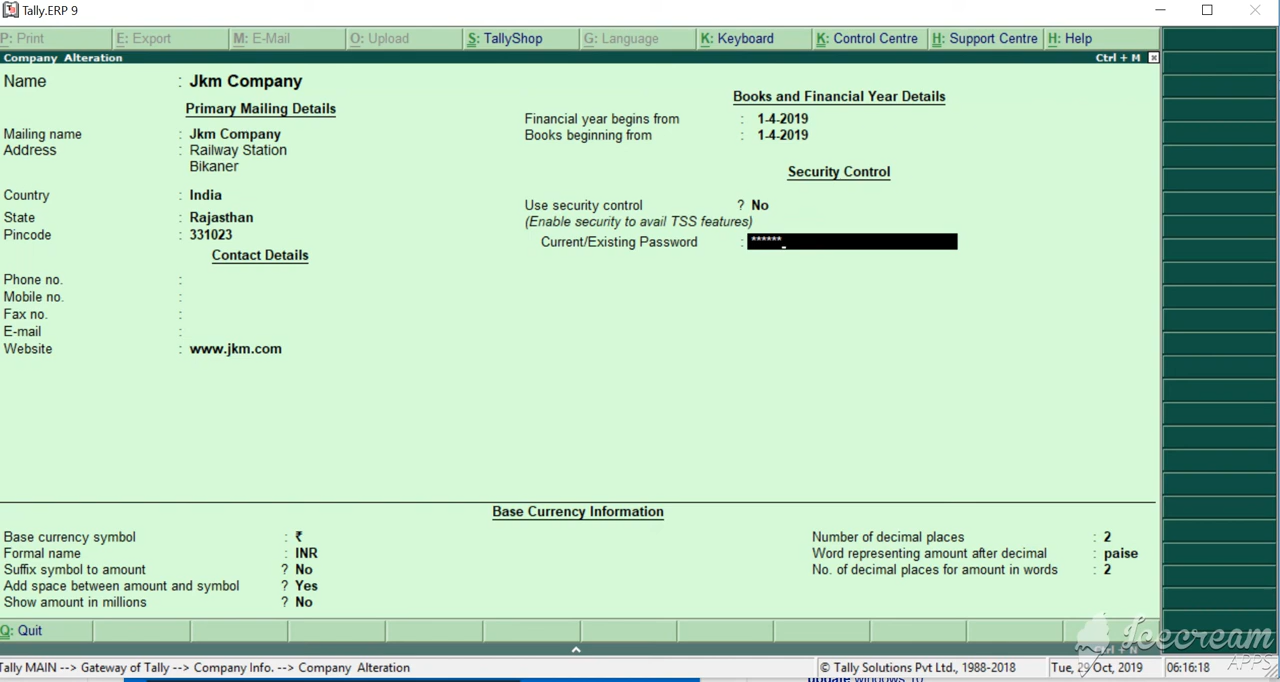 Tally.ERP 9
P: Print
E: Export
M: E-Mail
O: Upload
S: TallyShop
G: Language
K: Keyboard
K: Control Centre
H: Support Centre
H: Help
Company Alteration
Ctrl + M
Name : Jkm Company
Primary Mailing Details
Mailing name : Jkm Company
Address : Railway Station
Bikaner
Country : India
State : Rajasthan
Pincode : 331023
Contact Details
Phone no. :
Mobile no. :
Fax no. :
E-mail :
Website : www.jkm.com
Books and Financial Year Details
Financial year begins from : 1-4-2019
Books beginning from : 1-4-2019
Security Control
Use security control ? No
(Enable security to avail TSS features)
Current/Existing Password : ******
Base Currency Information
Base currency symbol : ₹
Formal name : INR
Suffix symbol to amount ? No
Add space between amount and symbol ? Yes
Show amount in millions ? No
Number of decimal places : 2
Word representing amount after decimal : paise
No. of decimal places for amount in words : 2
Q: Quit
Ctrl + N
Icecream
APPS
Tally MAIN --> Gateway of Tally --> Company Info. --> Company Alteration
© Tally Solutions Pvt Ltd., 1988-2018
Tue, 29 Oct, 2019
06:16:18
update windows 10